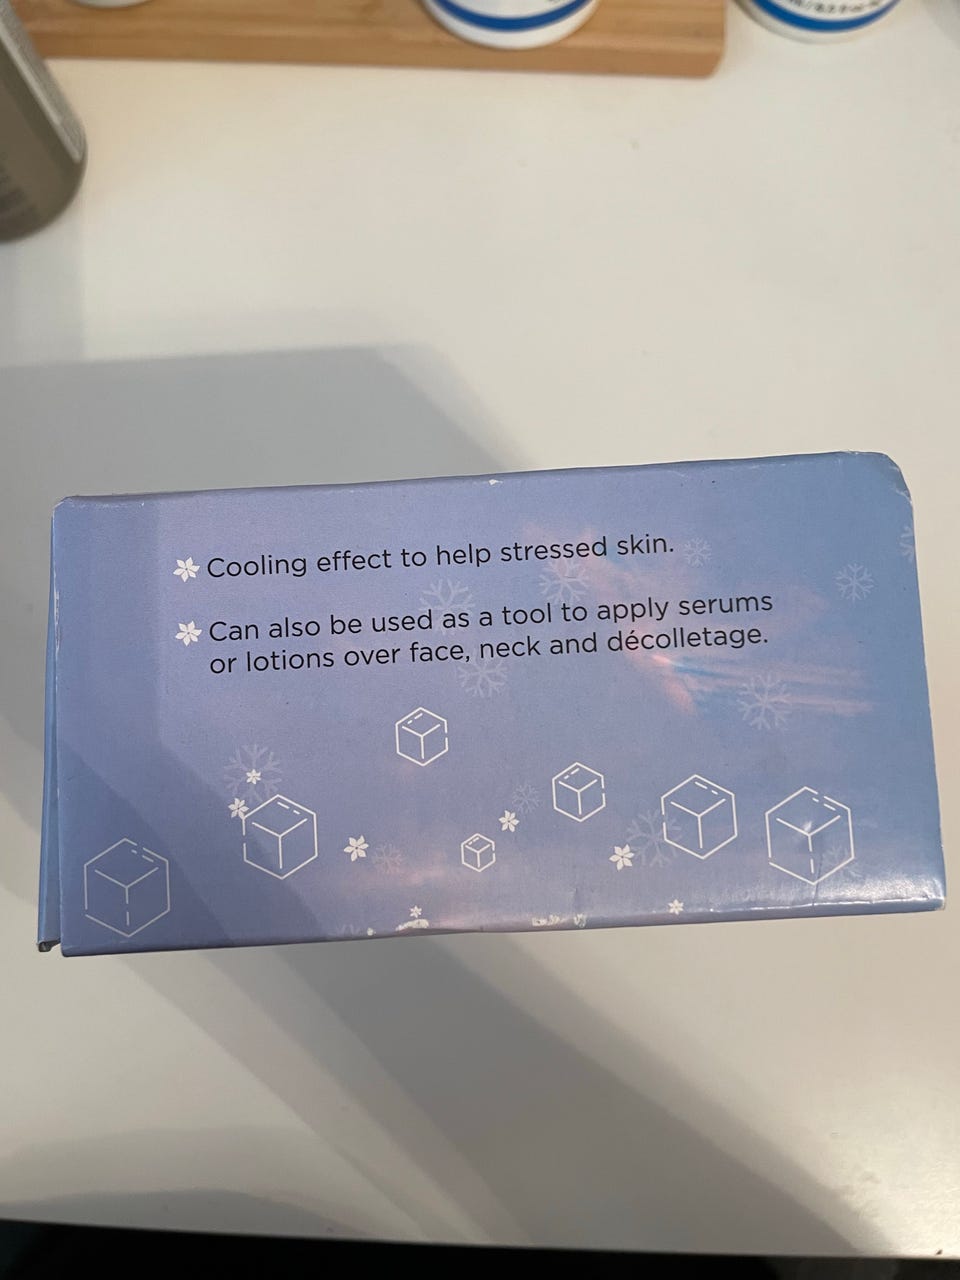 Cooling effect to help stressed skin.
Can also be used as a tool to apply serums
or lotions over face, neck and décolletage.